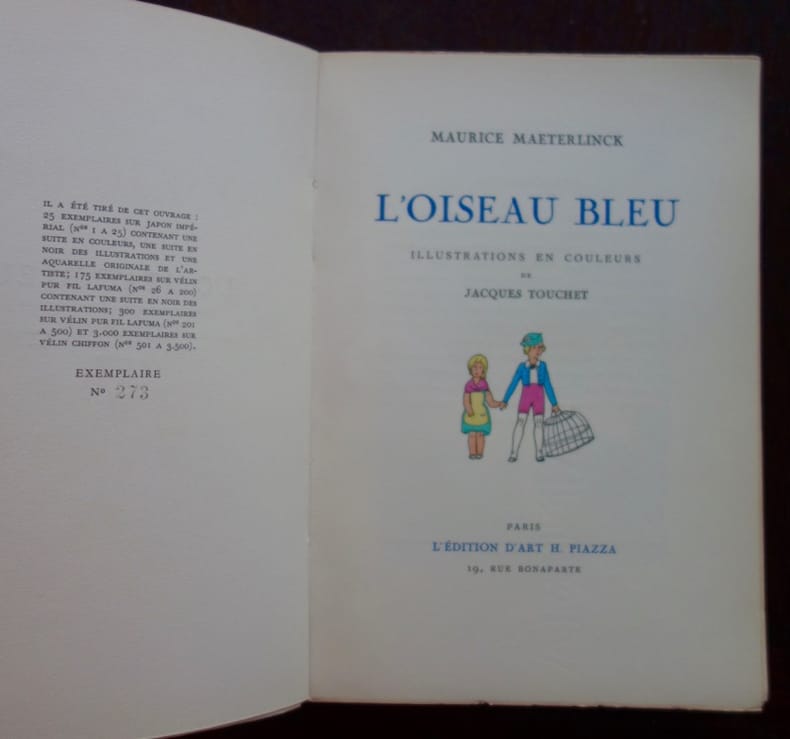 IL A ÉTÉ TIRÉ DE CET OUVRAGE :
25 EXEMPLAIRES SUR JAPON IMPÉ-
RIAL (Nos 1 A 25) CONTENANT UNE
SUITE EN COULEURS, UNE SUITE EN
NOIR DES ILLUSTRATIONS ET UNE
AQUARELLE ORIGINALE DE L'AR-
TISTE; 175 EXEMPLAIRES SUR VÉLIN
PUR FIL LAFUMA (Nos 26 A 200)
CONTENANT UNE SUITE EN NOIR DES
ILLUSTRATIONS; 300 EXEMPLAIRES
SUR VÉLIN PUR FIL LAFUMA (Nos 201
A 500) ET 3.000 EXEMPLAIRES SUR
VÉLIN CHIFFON (Nos 501 A 3.500).
EXEMPLAIRE
No 273
MAURICE MAETERLINCK
L'OISEAU BLEU
ILLUSTRATIONS EN COULEURS
DE
JACQUES TOUCHET
PARIS
L'ÉDITION D'ART H. PIAZZA
19, RUE BONAPARTE